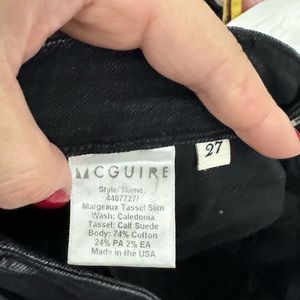 MCGUIRE
Style/ Name:
4407727/
Margeaux Tassel Slim
Wash: Caledonia
Tassel: Calf Suede
Body: 74% Cotton
24% PA 2% EA
Made in the USA
27